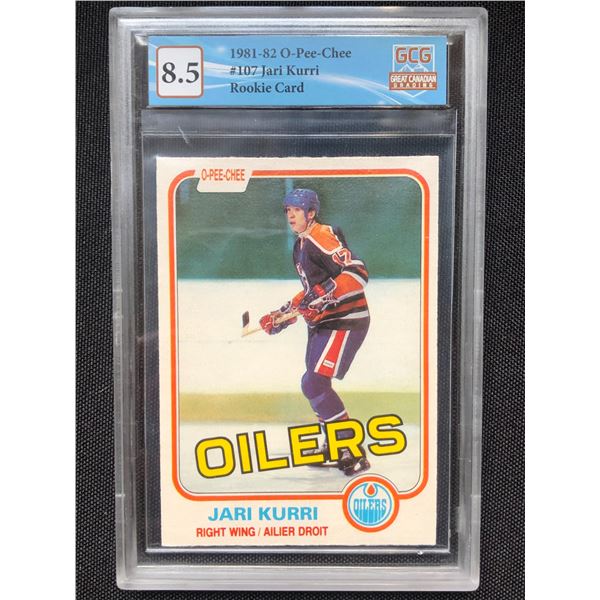 8.5
1981-82 O-Pee-Chee
#107 Jari Kurri
Rookie Card
GCG
GREAT CANADIAN
GRADING
O-PEE-CHEE
17
OILERS
JARI KURRI
RIGHT WING / AILIER DROIT
OILERS